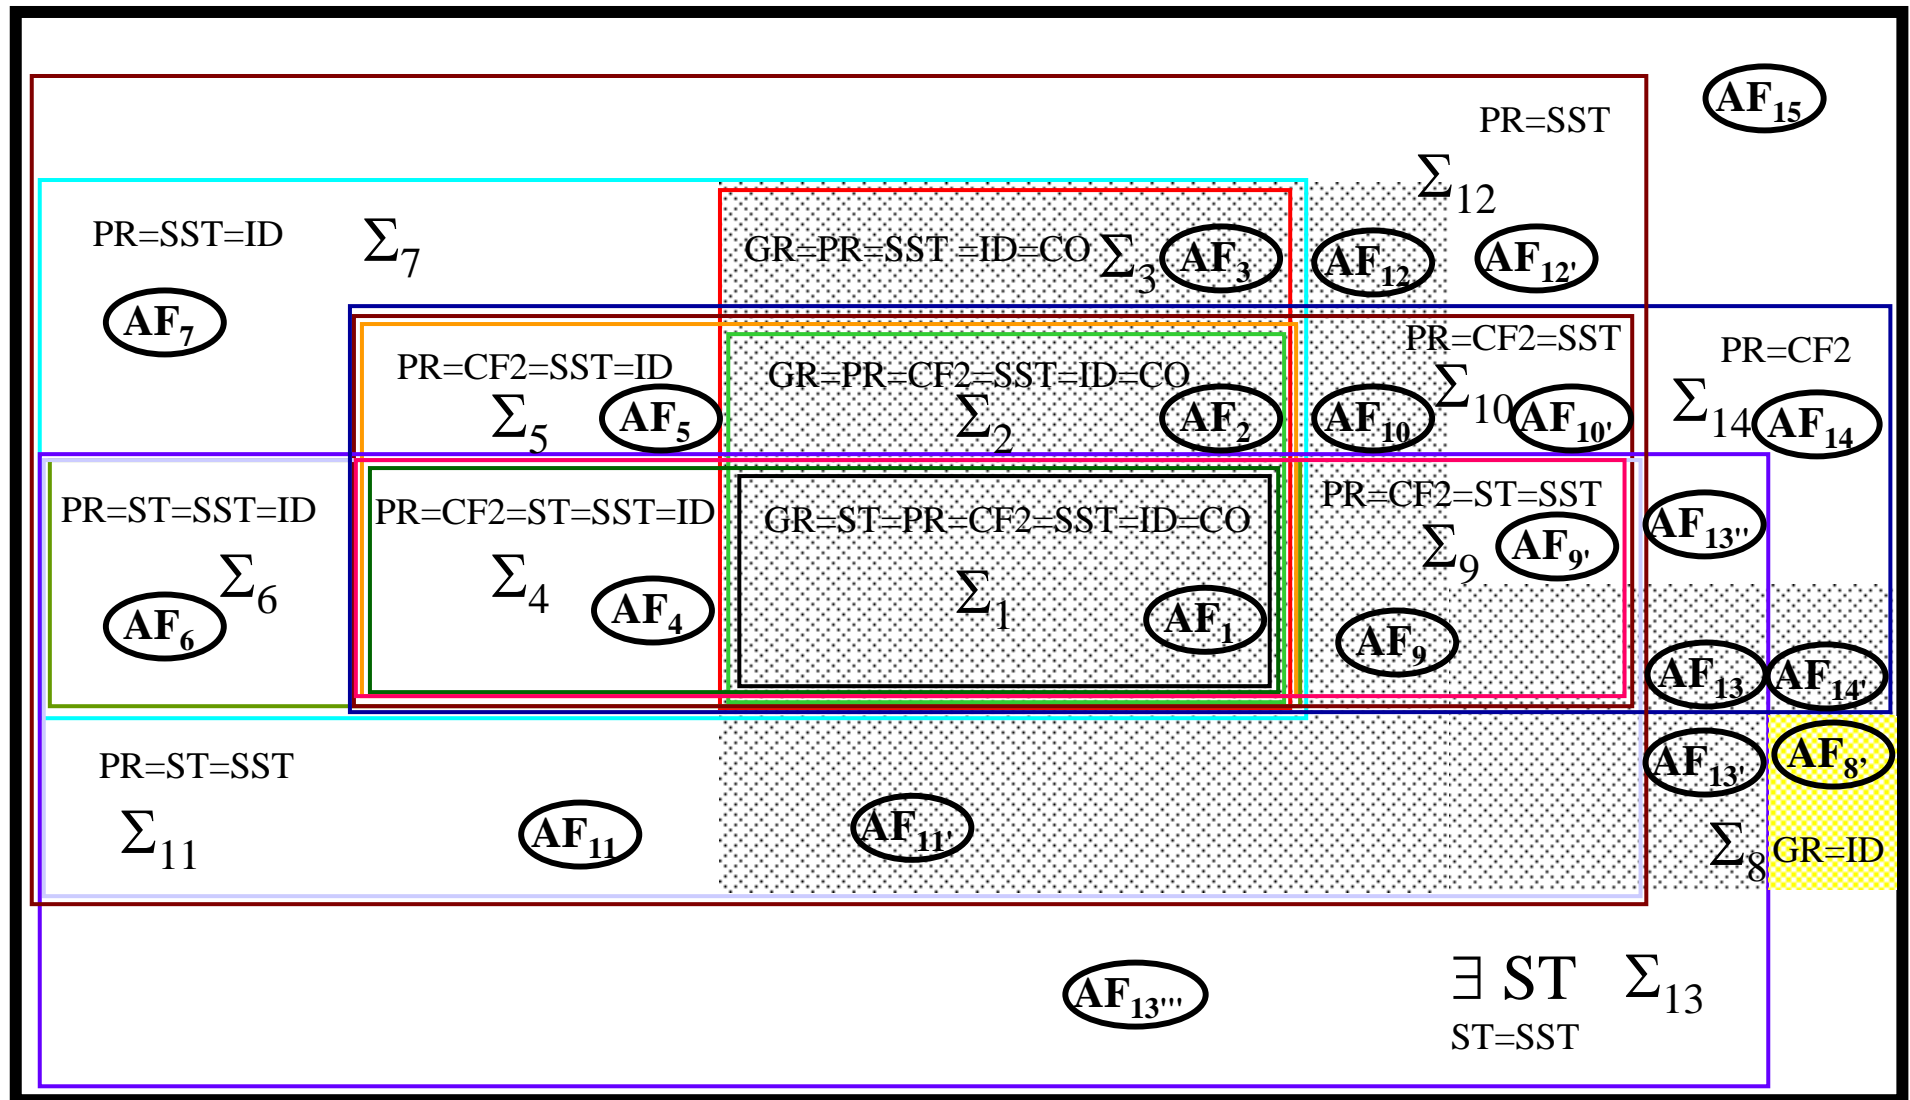 AF15
PR=SST
Σ12
PR=SST=ID
Σ7
GR=PR=SST =ID=CO
Σ3
AF3
AF12
AF12'
AF7
PR=CF2=SST=ID
Σ5
AF5
GR=PR=CF2=SST=ID=CO
Σ2
AF2
AF10
PR=CF2=SST
Σ10
AF10'
PR=CF2
Σ14
AF14
PR=ST=SST=ID
Σ6
AF6
PR=CF2=ST=SST=ID
Σ4
AF4
GR=ST=PR=CF2=SST=ID=CO
Σ1
AF1
PR=CF2=ST=SST
Σ9
AF9'
AF9
AF13''
AF13
AF14'
PR=ST=SST
Σ11
AF11
AF11'
AF13'
AF8’
Σ8
GR=ID
AF13'''
∃ ST Σ13
ST=SST